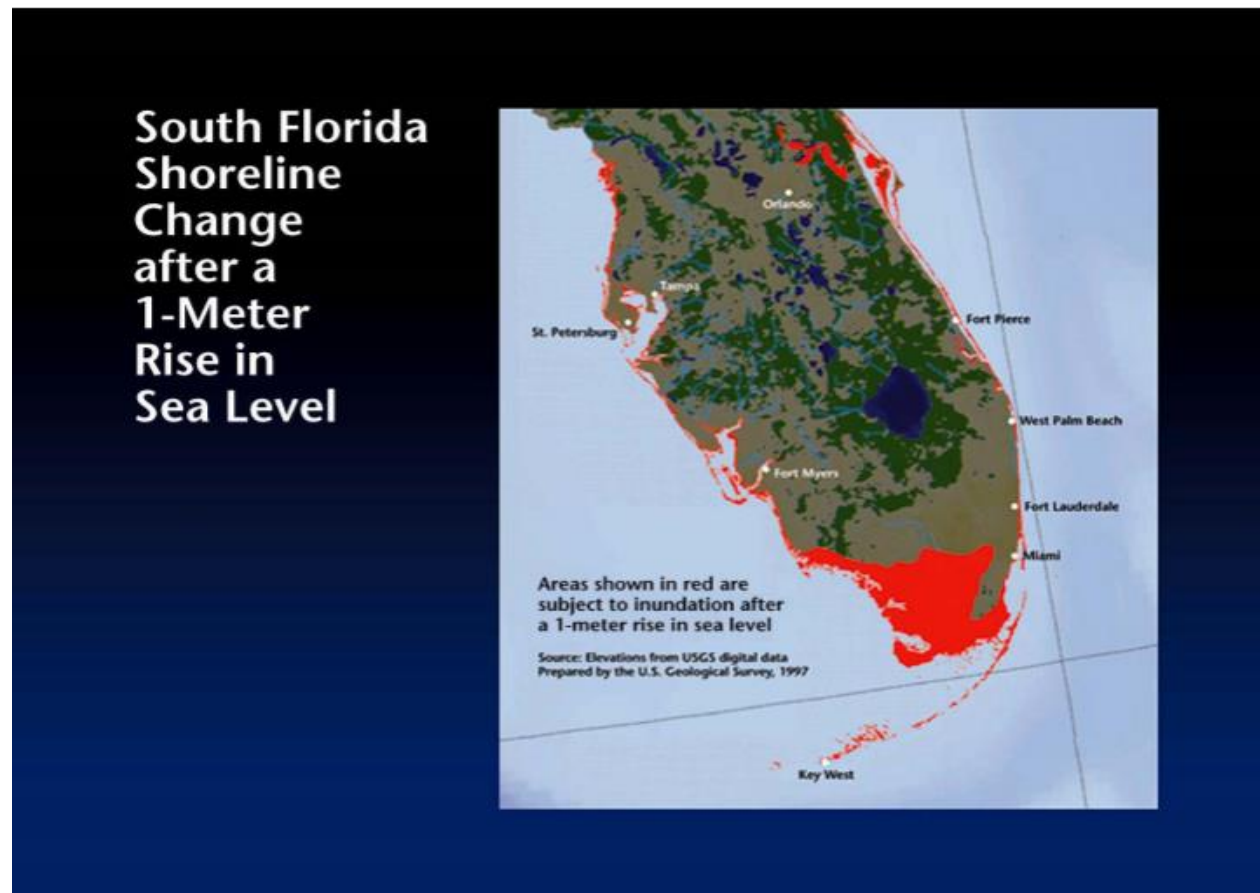 South Florida
Shoreline
Change
after a
1-Meter
Rise in
Sea Level
Orlando
Tampa
St. Petersburg
Fort Pierce
West Palm Beach
Fort Myers
Fort Lauderdale
Miami
Areas shown in red are
subject to inundation after
a 1-meter rise in sea level
Source: Elevations from USGS digital data
Prepared by the U.S. Geological Survey, 1997
Key West